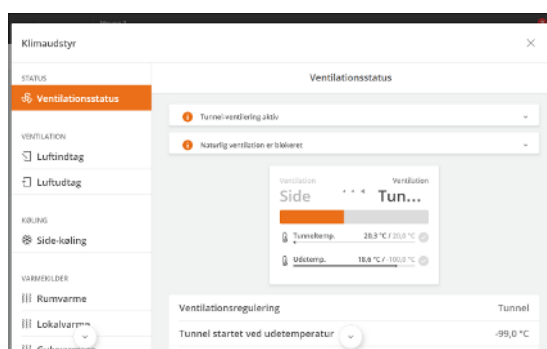 Klimaudstyr
STATUS
Ventilationsstatus
VENTILATION
Luftindtag
Luftudtag
KØLING
Side-køling
VARMEKILDER
Rumvarme
Lokalvarme
Ventilationsstatus
Tunnel-ventilering aktiv
Naturlig ventilation er blokeret
Ventilation
Side
Ventilation
Tun...
Tunneltemp. 20,3 °C / 20,0 °C
Udetemp. 18,6 °C / -100,0 °C
Ventilationsregulering Tunnel
Tunnel startet ved udetemperatur -99,0 °C